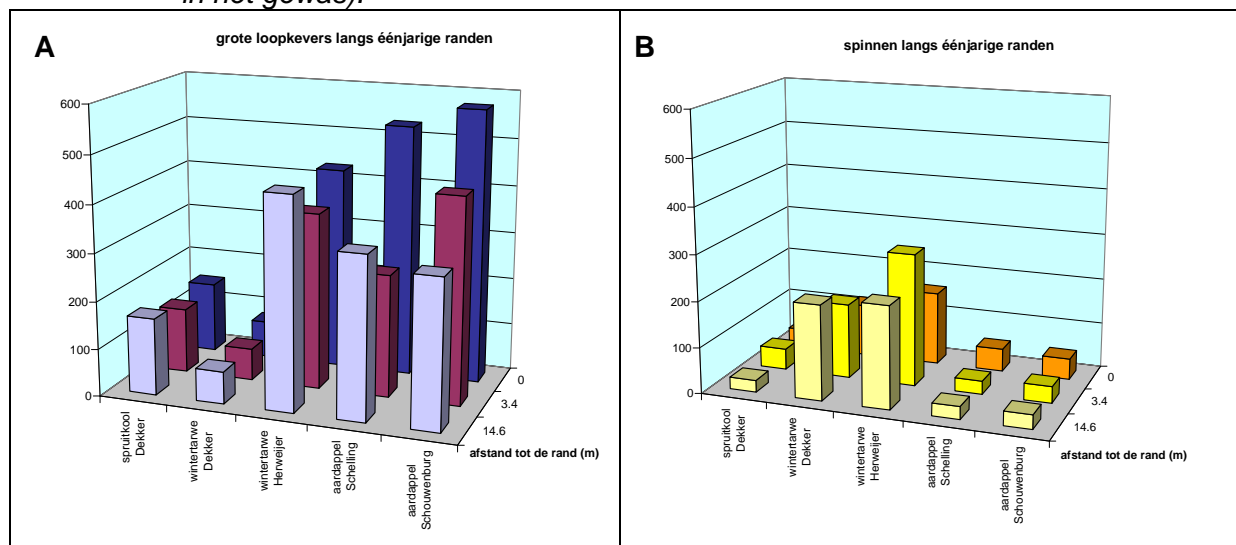 in het gewas).
A
grote loopkevers langs éénjarige randen
600
500
400
300
200
100
0
0
3.4
14.6
afstand tot de rand (m)
spruitkool
Dekker
wintertarwe
Dekker
wintertarwe
Herweijer
aardappel
Schelling
aardappel
Schouwenburg
B
spinnen langs éénjarige randen
600
500
400
300
200
100
0
0
3.4
14.6
afstand tot de rand (m)
spruitkool
Dekker
wintertarwe
Dekker
wintertarwe
Herweijer
aardappel
Schelling
aardappel
Schouwenburg